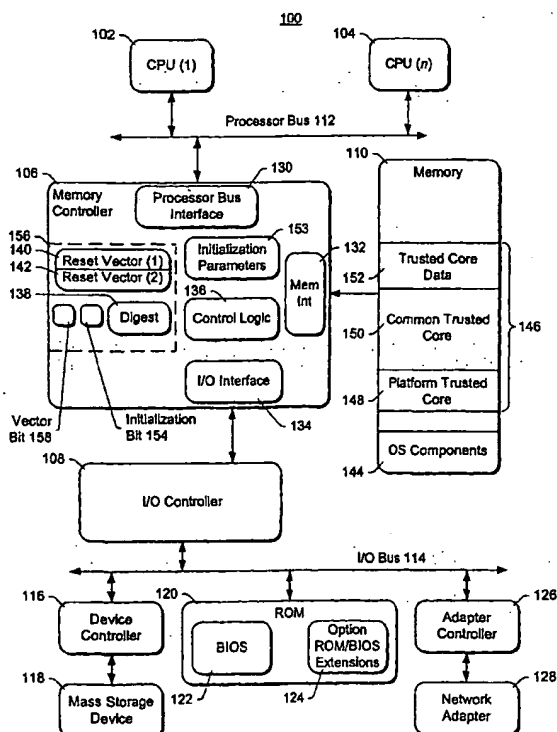 100
102
CPU (1)
104
CPU (n)
Processor Bus 112
106
Memory Controller
130
Processor Bus Interface
110
Memory
156
140
142
Reset Vector (1)
Reset Vector (2)
153
Initialization Parameters
132
Mem Int
152
Trusted Core Data
138
Digest
136
Control Logic
150
Common Trusted Core
146
I/O Interface
148
Platform Trusted Core
Vector Bit 158
Initialization Bit 154
134
108
144
OS Components
I/O Controller
I/O Bus 114
116
Device Controller
120
ROM
BIOS
122
Option ROM/BIOS Extensions
124
126
Adapter Controller
118
Mass Storage Device
128
Network Adapter